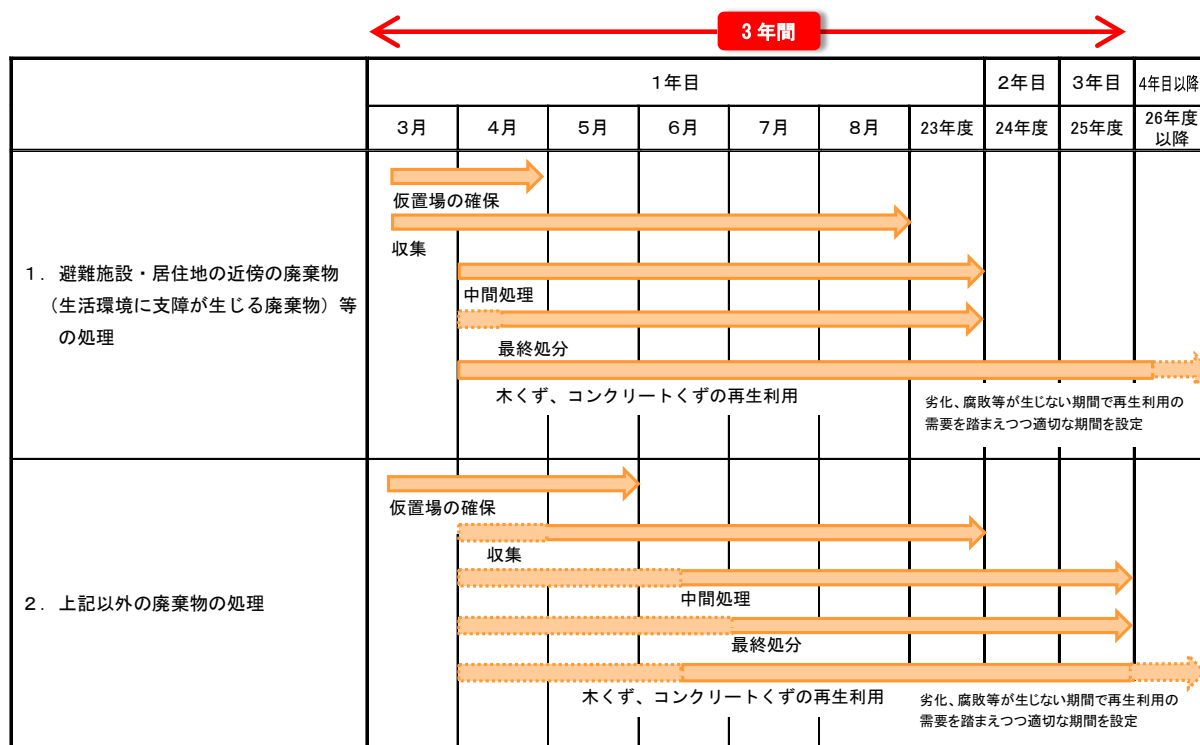 3年間
1年目
2年目
3年目
4年目以降
3月
4月
5月
6月
7月
8月
23年度
24年度
25年度
26年度
以降
1．避難施設・居住地の近傍の廃棄物
（生活環境に支障が生じる廃棄物）等
の処理
仮置場の確保
収集
中間処理
最終処分
木くず、コンクリートくずの再生利用
劣化、腐敗等が生じない期間で再生利用の
需要を踏まえつつ適切な期間を設定
2．上記以外の廃棄物の処理
仮置場の確保
収集
中間処理
最終処分
木くず、コンクリートくずの再生利用
劣化、腐敗等が生じない期間で再生利用の
需要を踏まえつつ適切な期間を設定